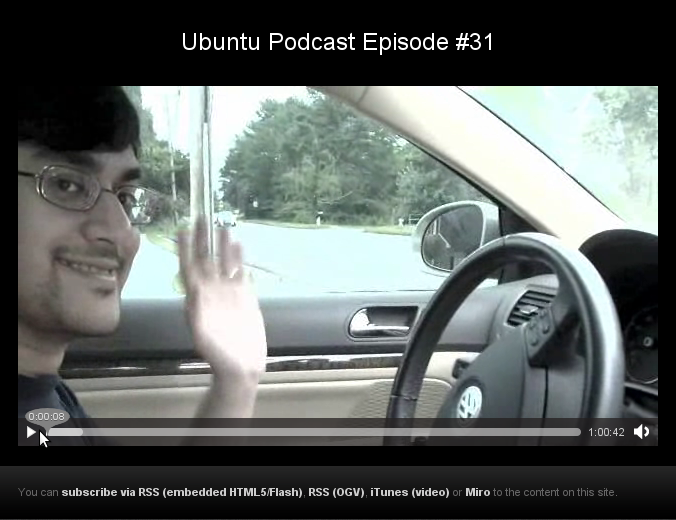 Ubuntu Podcast Episode #31
0:00:08
1:00:42
You can subscribe via RSS (embedded HTML5/Flash), RSS (OGV), iTunes (video) or Miro to the content on this site.